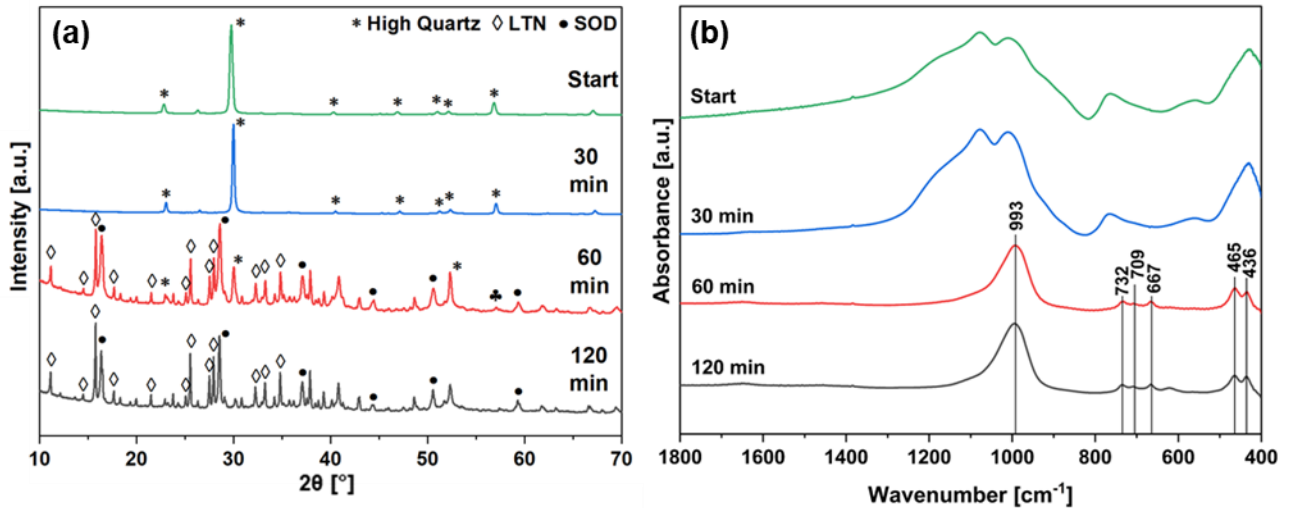 (a)
* High Quartz ◊ LTN ● SOD
Start
30
min
60
min
120
min
Intensity [a.u.]
10 20 30 40 50 60 70
2θ [°]
♣
(b)
Start
30 min
60 min
120 min
993
732
709
667
465
436
Absorbance [a.u.]
1800 1600 1400 1200 1000 800 600 400
Wavenumber [cm⁻¹]